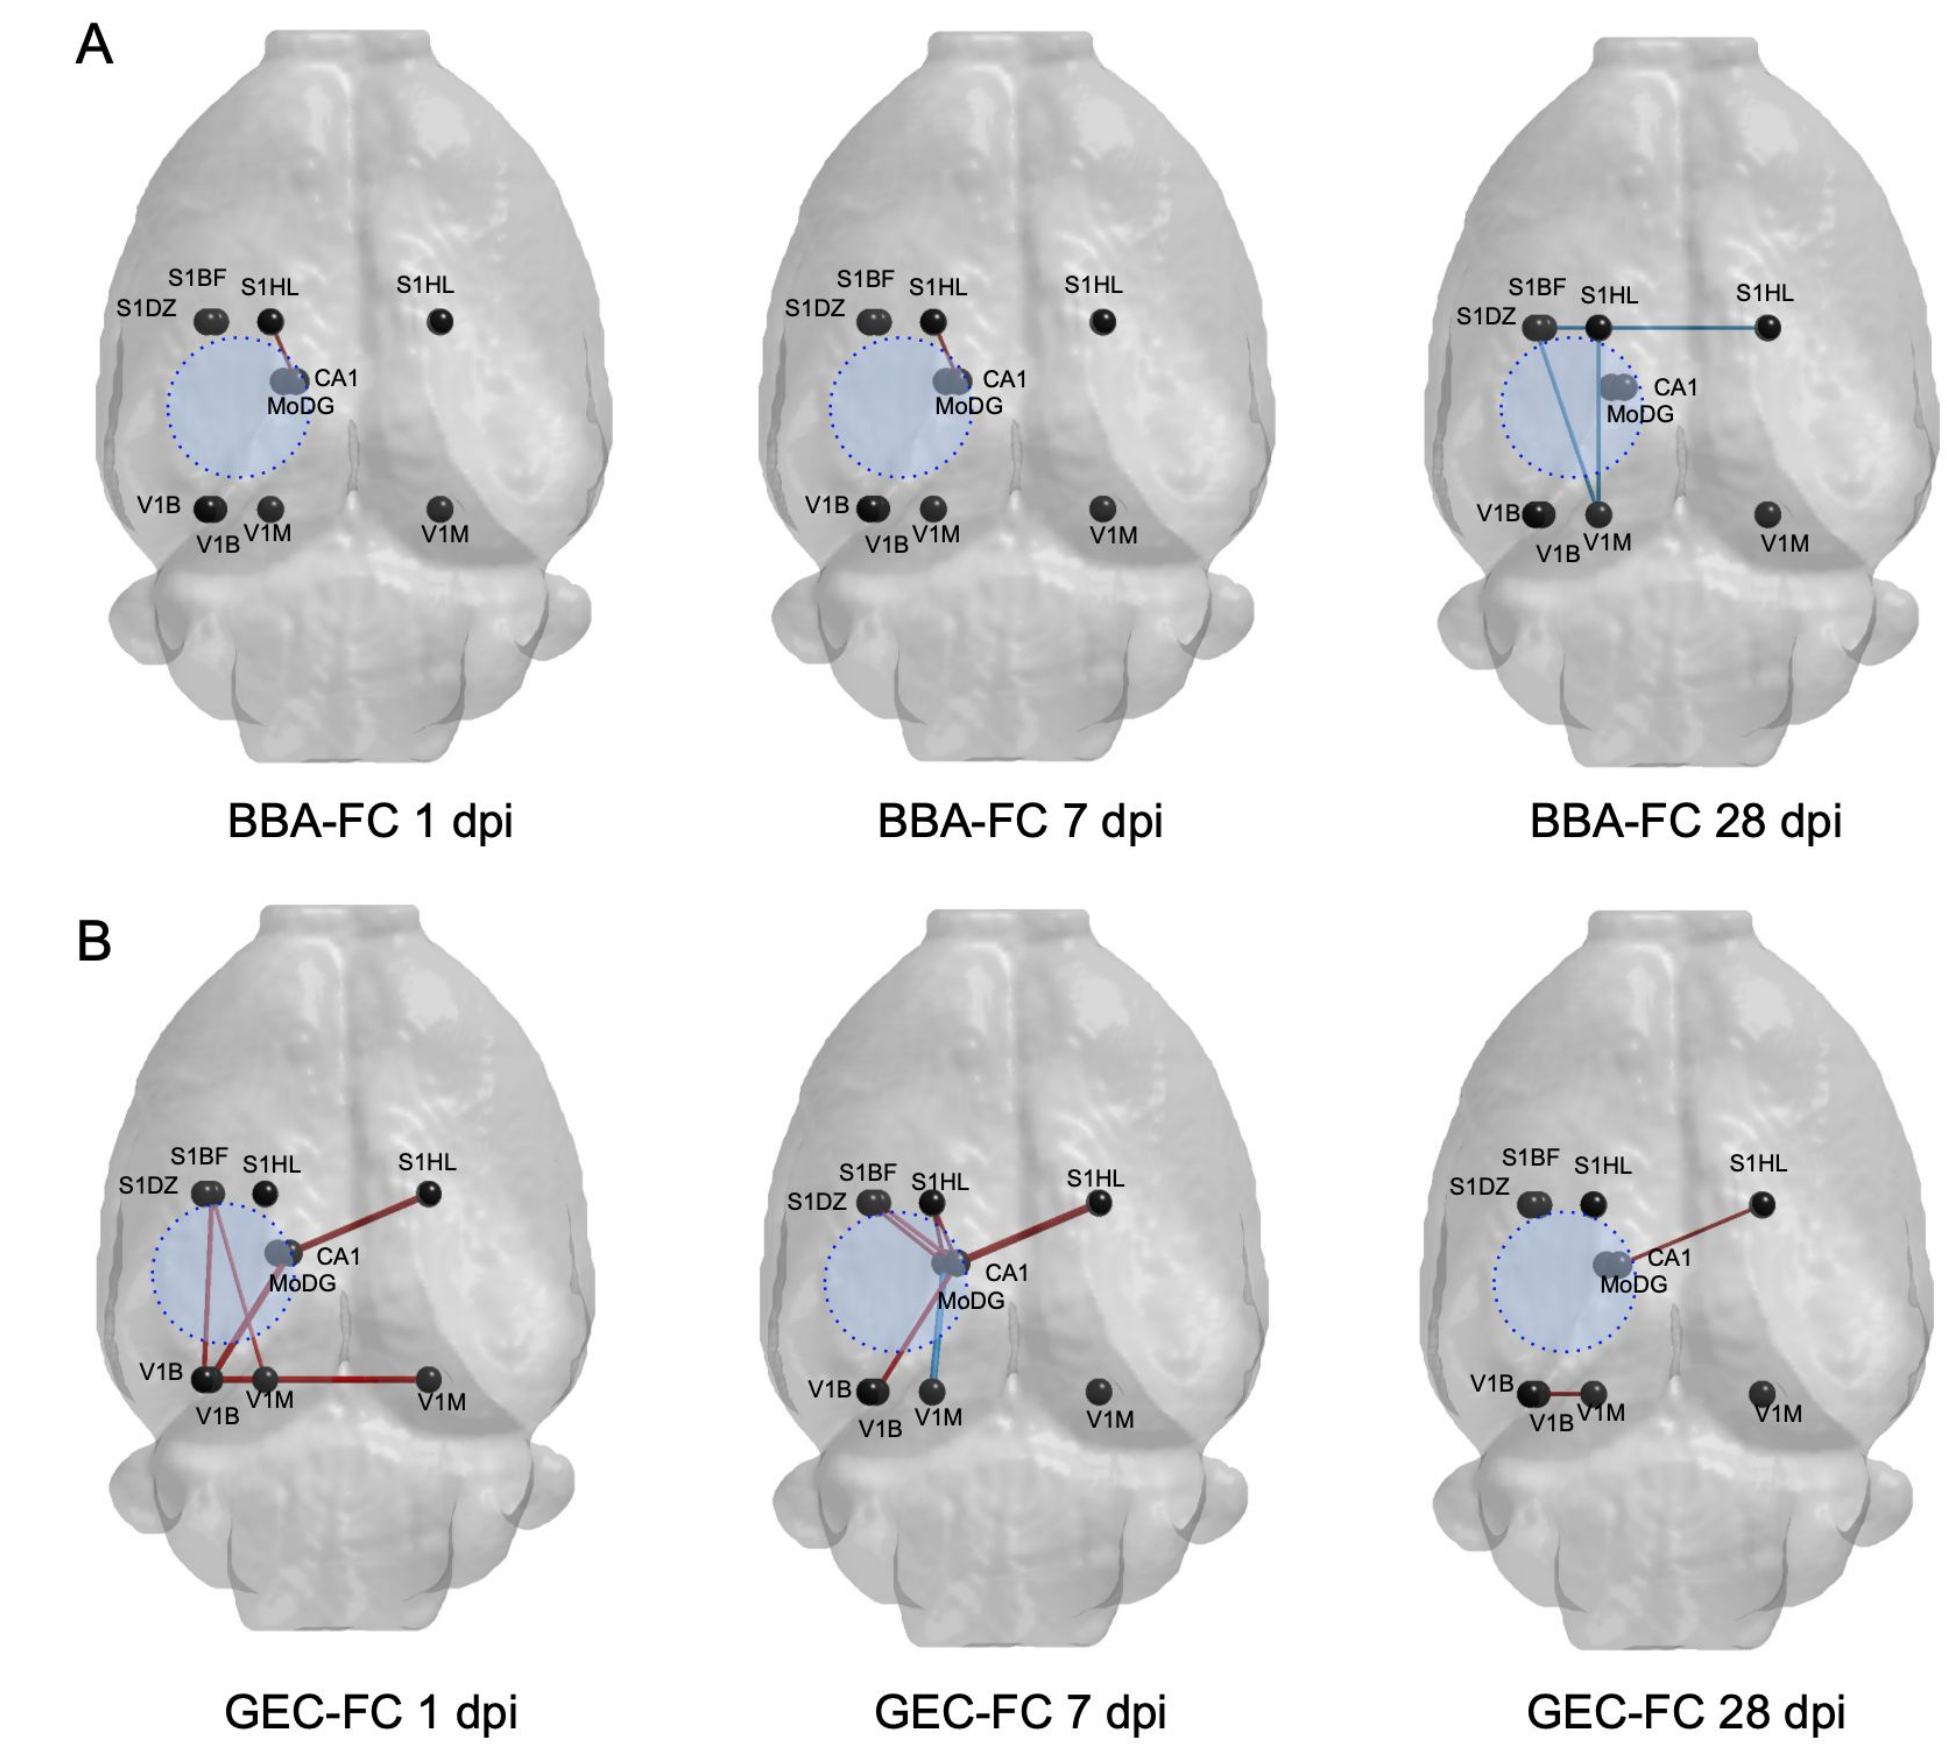 A
S1BF S1HL S1HL
S1DZ
CA1
MoDG
V1B V1M V1M
V1B
S1BF S1HL S1HL
S1DZ
CA1
MoDG
V1B V1M V1M
V1B
S1BF S1HL S1HL
S1DZ
CA1
MoDG
V1B V1M V1M
V1B
BBA-FC 1 dpi
BBA-FC 7 dpi
BBA-FC 28 dpi
B
S1BF S1HL S1HL
S1DZ
CA1
MoDG
V1B V1M V1M
V1B
S1BF S1HL S1HL
S1DZ
CA1
MoDG
V1B V1M V1M
V1B
S1BF S1HL S1HL
S1DZ
CA1
MoDG
V1B V1M V1M
V1B
GEC-FC 1 dpi
GEC-FC 7 dpi
GEC-FC 28 dpi